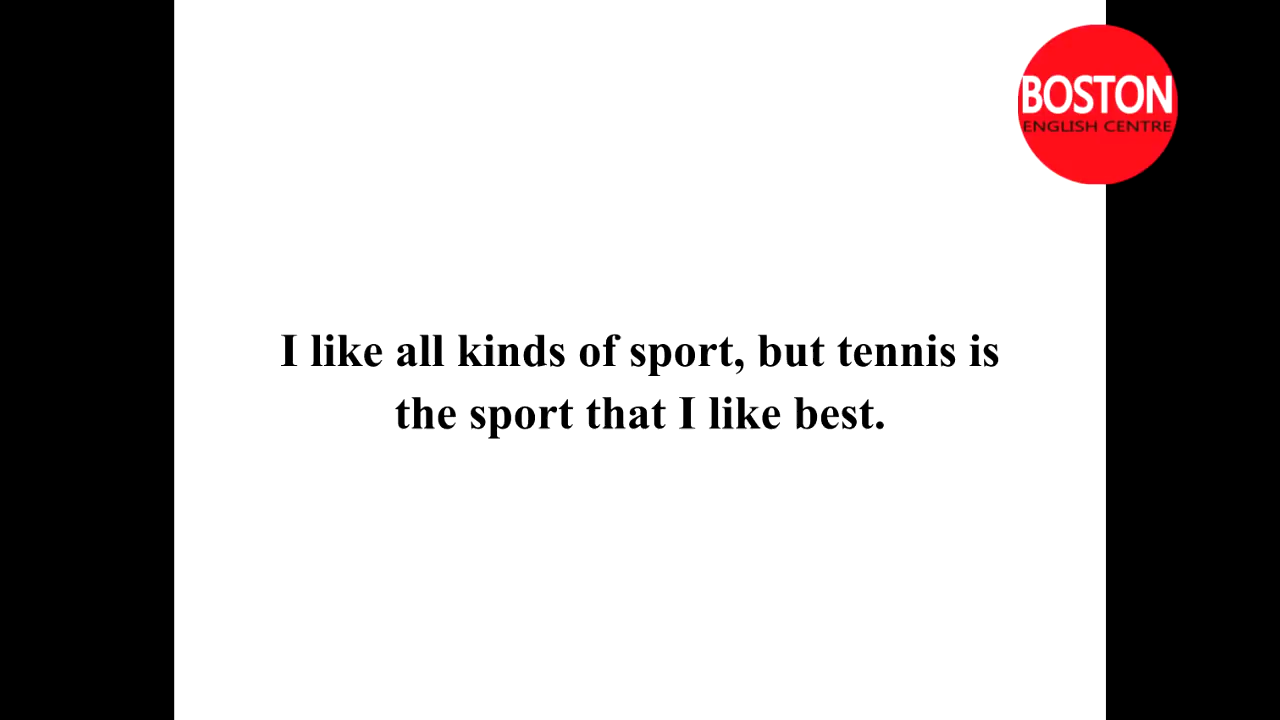 BOSTON
ENGLISH CENTRE
I like all kinds of sport, but tennis is
the sport that I like best.